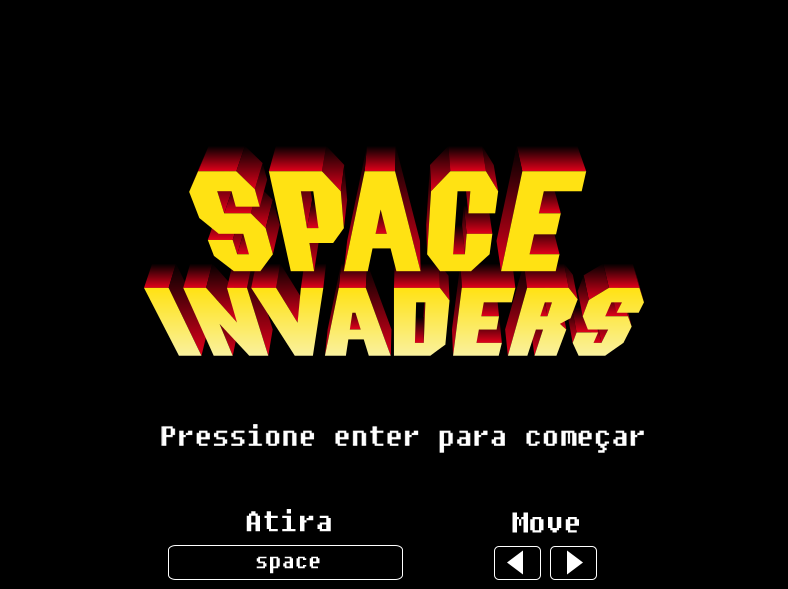 SPACE
INVADERS
Pressione enter para começar
Atira
Move
space